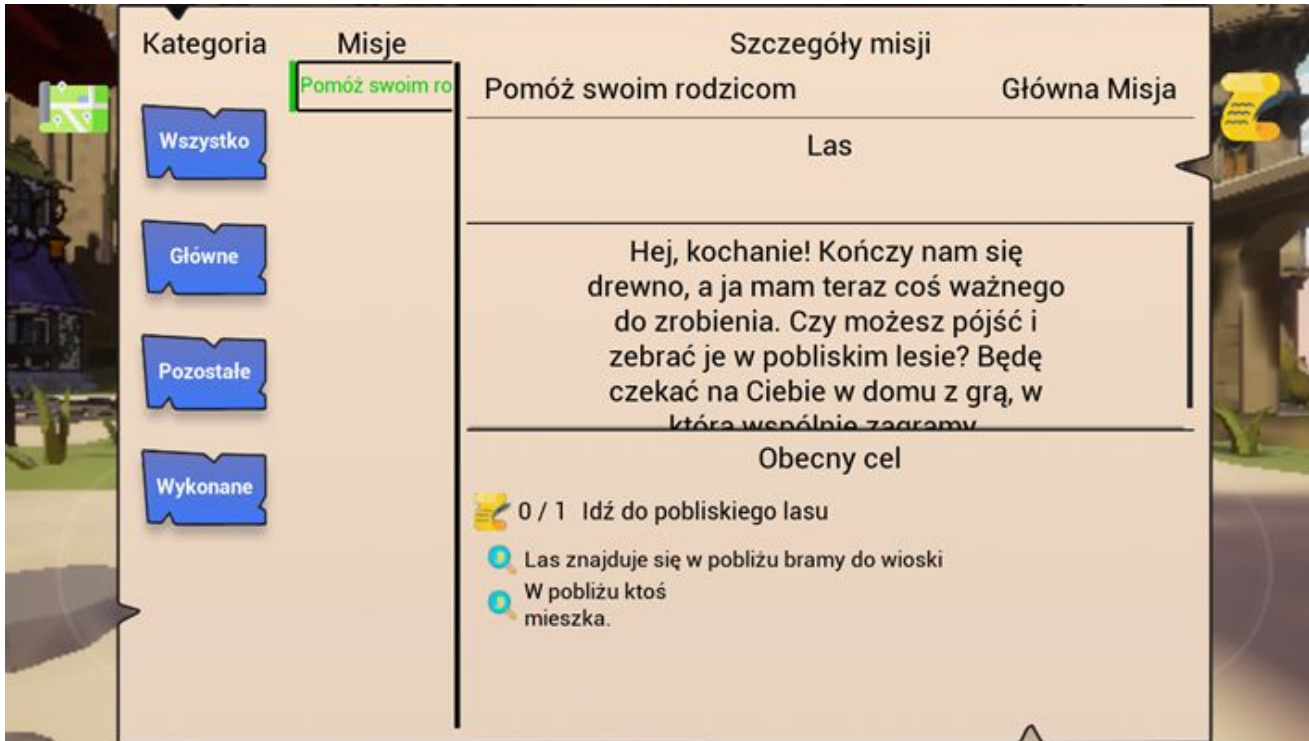 Kategoria
Misje
Szczegóły misji
Pomóż swoim ro
Pomóż swoim rodzicom
Główna Misja
Wszystko
Las
Główne
Hej, kochanie! Kończy nam się
drewno, a ja mam teraz coś ważnego
do zrobienia. Czy możesz pójść i
zebrać je w pobliskim lesie? Będę
czekać na Ciebie w domu z grą, w
którą wspólnie zagramy
Pozostałe
Obecny cel
Wykonane
0 / 1 Idź do pobliskiego lasu
Las znajduje się w pobliżu bramy do wioski
W pobliżu ktoś
mieszka.